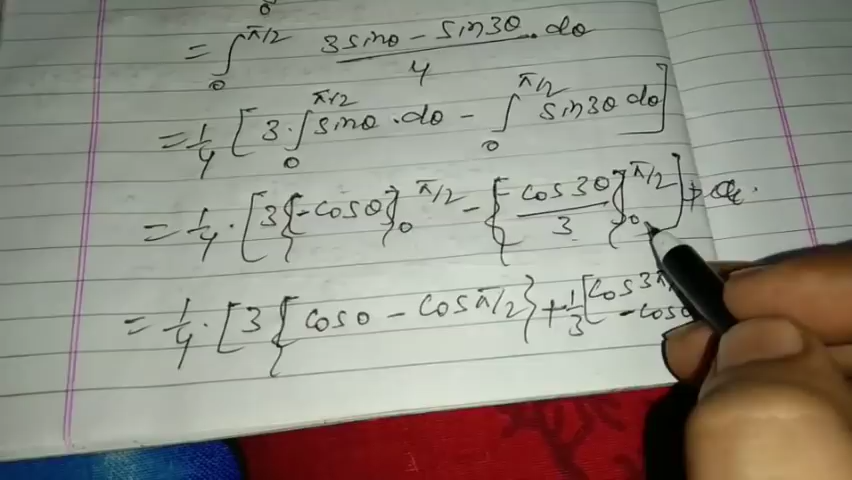 = ∫₀^π/2 (3sinθ - sin3θ)/4 . dθ
= 1/4 [ 3 . ∫₀^π/2 sinθ . dθ - ∫₀^π/2 sin3θ dθ ]
= 1/4 . [ 3 { -cosθ }₀^π/2 - { - cos3θ/3 }₀^π/2 ]
= 1/4 . [ 3 { cos0 - cosπ/2 } + 1/3 [ cos3π - cos0